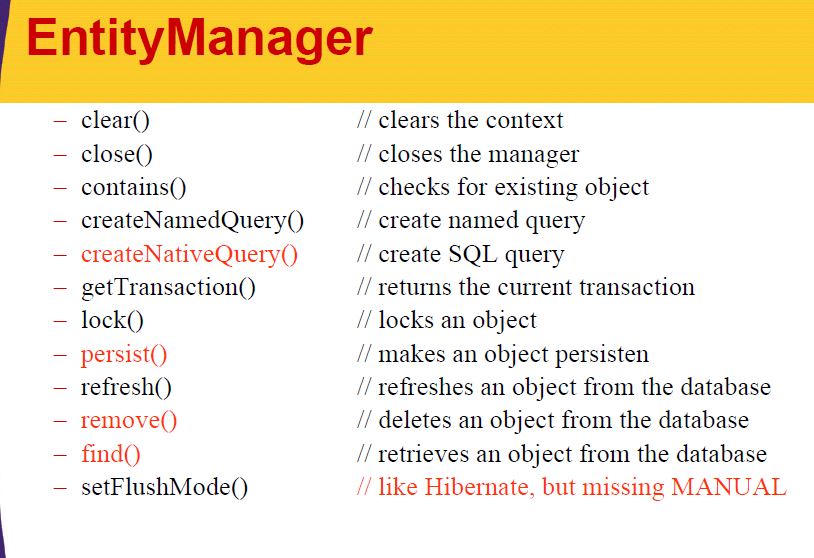 EntityManager
– clear() // clears the context
– close() // closes the manager
– contains() // checks for existing object
– createNamedQuery() // create named query
– createNativeQuery() // create SQL query
– getTransaction() // returns the current transaction
– lock() // locks an object
– persist() // makes an object persisten
– refresh() // refreshes an object from the database
– remove() // deletes an object from the database
– find() // retrieves an object from the database
– setFlushMode() // like Hibernate, but missing MANUAL